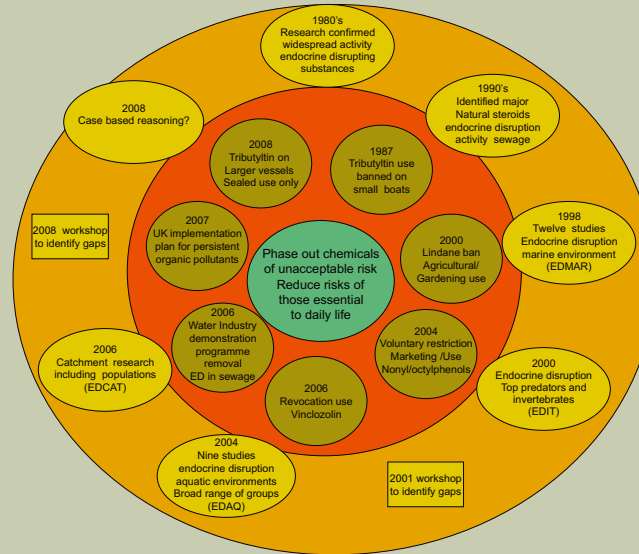 1980's
Research confirmed
widespread activity
endocrine disrupting
substances
1990's
Identified major
Natural steroids
endocrine disruption
activity sewage
2008
Case based reasoning?
2008
Tributyltin on
Larger vessels
Sealed use only
1987
Tributyltin use
banned on
small boats
2008 workshop
to identify gaps
2007
UK implementation
plan for persistent
organic pollutants
Phase out chemicals
of unacceptable risk
Reduce risks of
those essential
to daily life
2000
Lindane ban
Agricultural/
Gardening use
1998
Twelve studies
Endocrine disruption
marine environment
(EDMAR)
2006
Water Industry
demonstration
programme
removal
ED in sewage
2004
Voluntary restriction
Marketing /Use
Nonyl/octylphenols
2006
Catchment research
including populations
(EDCAT)
2006
Revocation use
Vinclozolin
2000
Endocrine disruption
Top predators and
invertebrates
(EDIT)
2004
Nine studies
endocrine disruption
aquatic environments
Broad range of groups
(EDAQ)
2001 workshop
to identify gaps